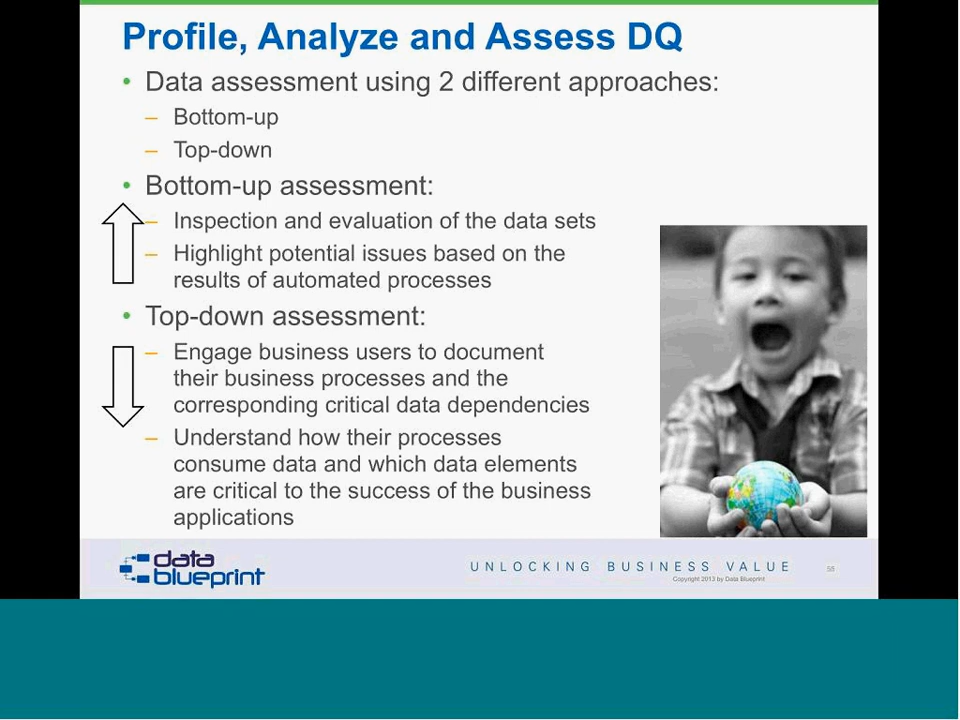 Profile, Analyze and Assess DQ
• Data assessment using 2 different approaches:
– Bottom-up
– Top-down
• Bottom-up assessment:
– Inspection and evaluation of the data sets
– Highlight potential issues based on the
results of automated processes
• Top-down assessment:
– Engage business users to document
their business processes and the
corresponding critical data dependencies
– Understand how their processes
consume data and which data elements
are critical to the success of the business
applications
data
blueprint
UNLOCKING BUSINESS VALUE
Copyright 2013 by Data Blueprint
58